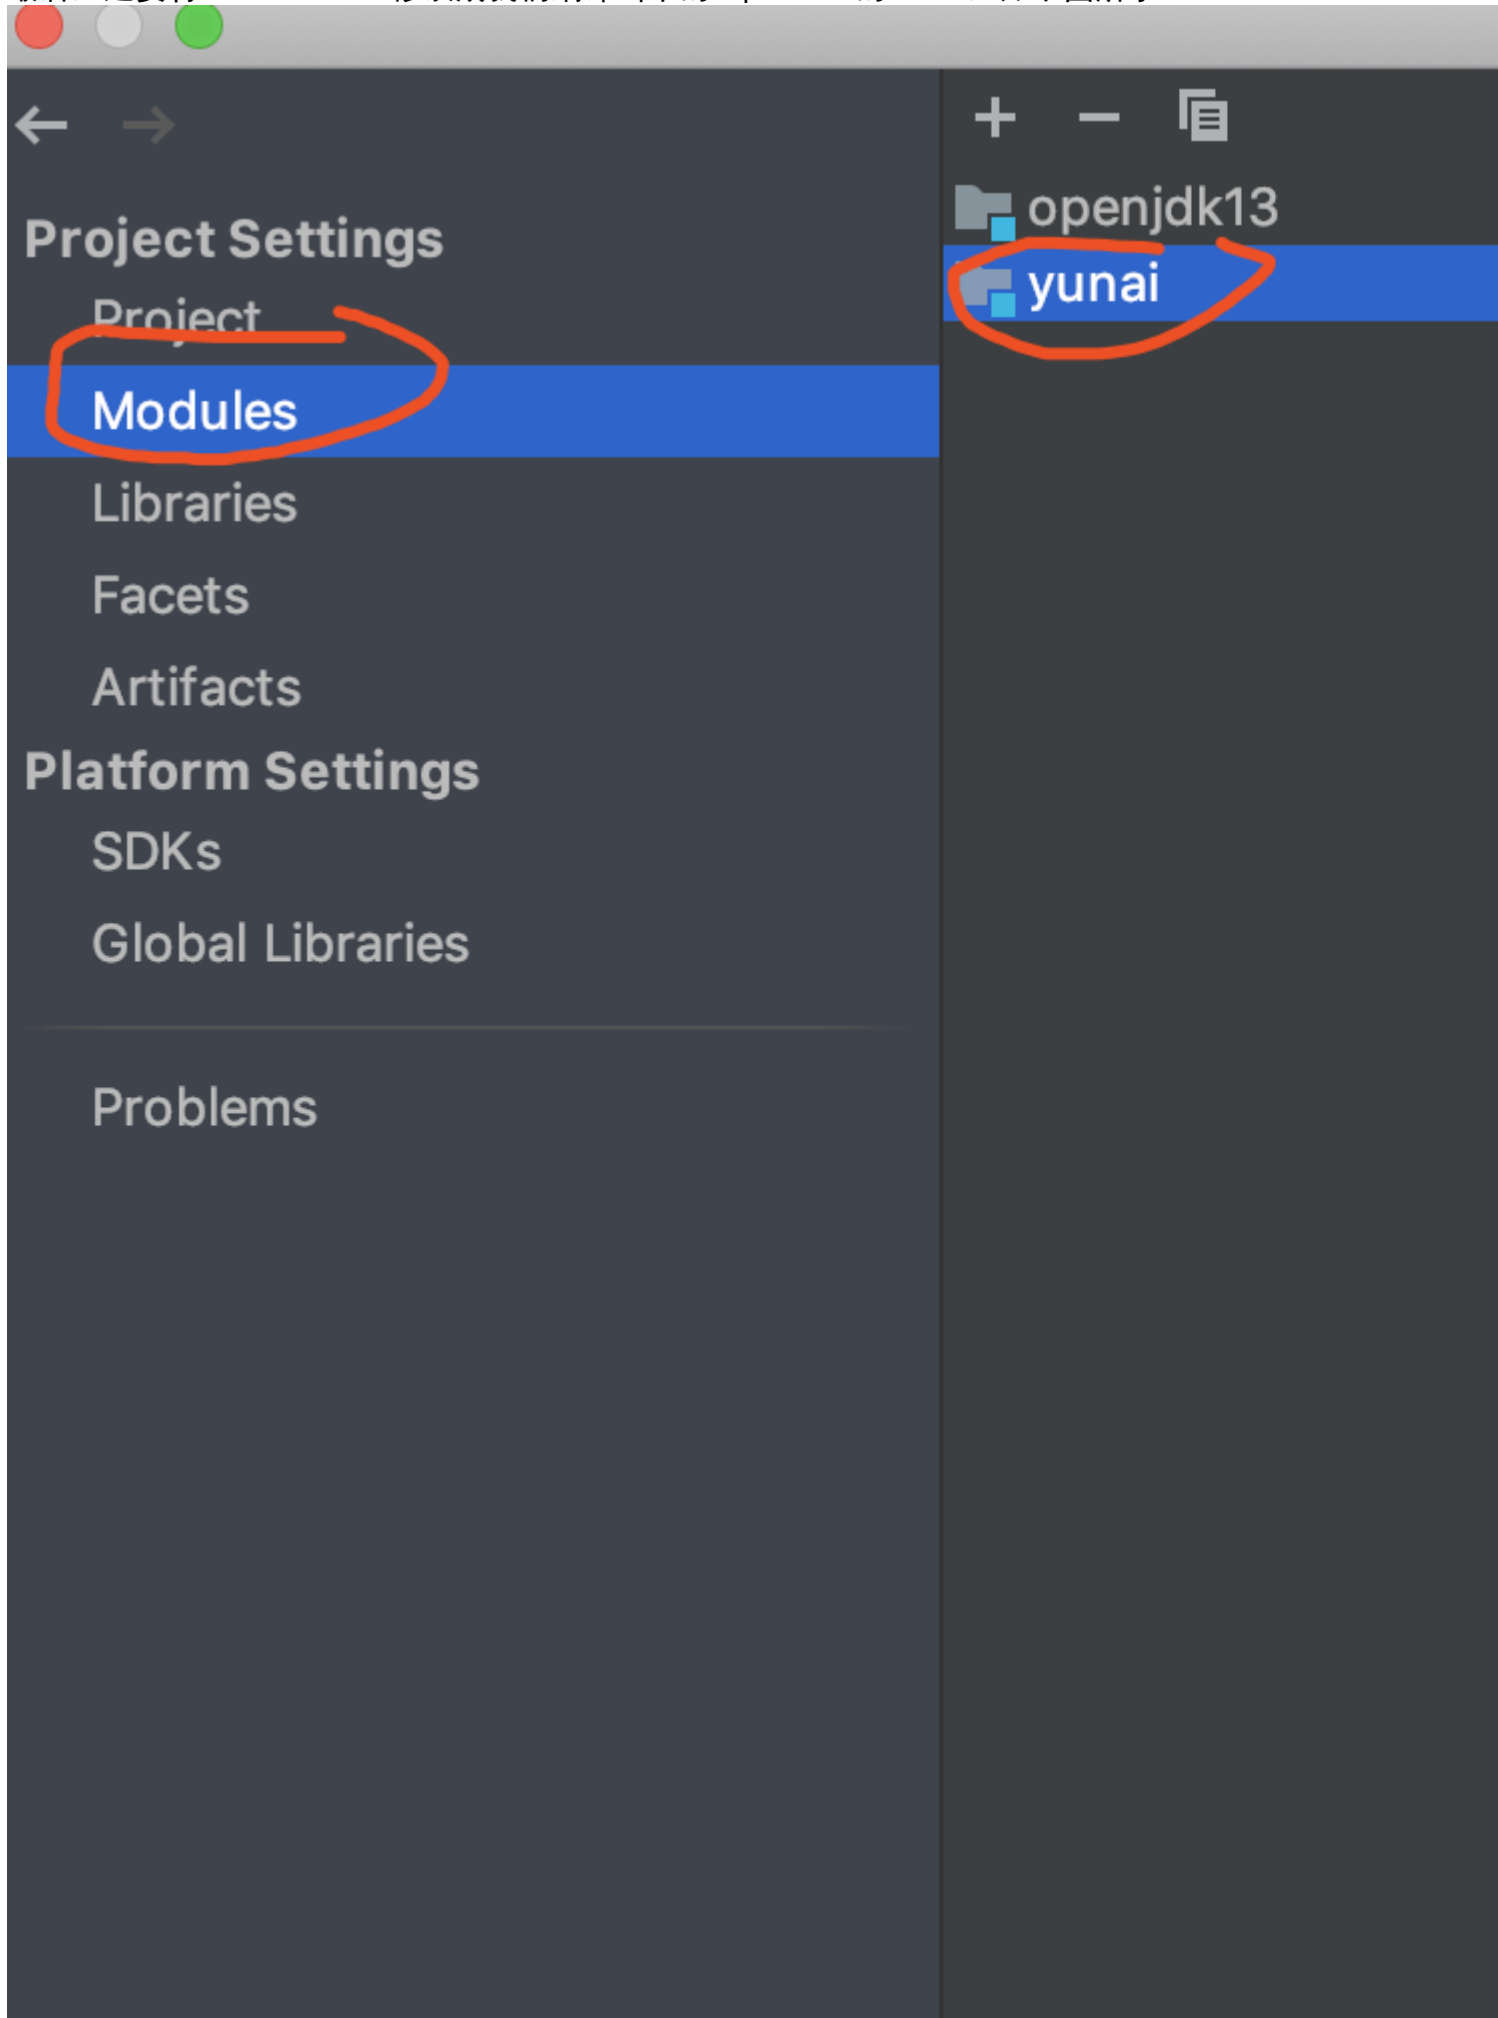 Project Settings
Project
Modules
Libraries
Facets
Artifacts
Platform Settings
SDKs
Global Libraries
Problems
openjdk13
yunai